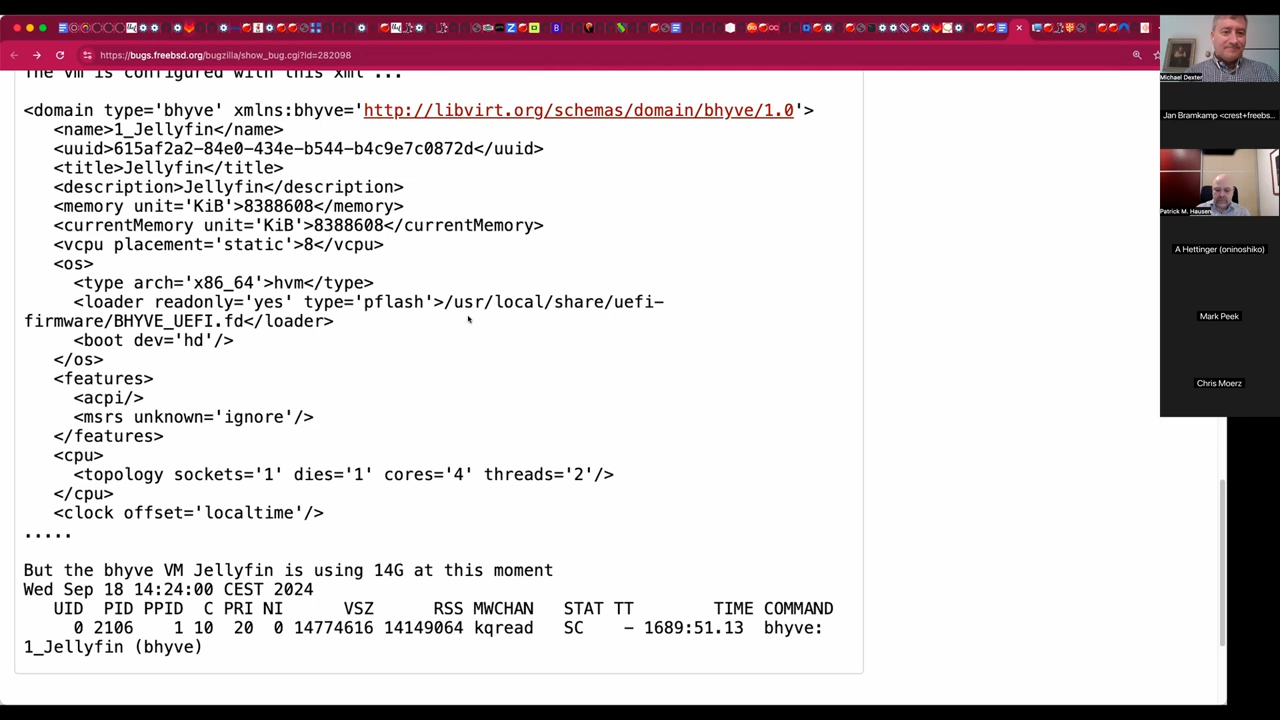 https://bugs.freebsd.org/bugzilla/show_bug.cgi?id=282098
The vm is configured with this xml ...
<domain type='bhyve' xmlns:bhyve='http://libvirt.org/schemas/domain/bhyve/1.0'>
<name>1_Jellyfin</name>
<uuid>615af2a2-84e0-434e-b544-b4c9e7c0872d</uuid>
<title>Jellyfin</title>
<description>Jellyfin</description>
<memory unit='KiB'>8388608</memory>
<currentMemory unit='KiB'>8388608</currentMemory>
<vcpu placement='static'>8</vcpu>
<os>
<type arch='x86_64'>hvm</type>
<loader readonly='yes' type='pflash'>/usr/local/share/uefi-
firmware/BHYVE_UEFI.fd</loader>
<boot dev='hd'/>
</os>
<features>
<acpi/>
<msrs unknown='ignore'/>
</features>
<cpu>
<topology sockets='1' dies='1' cores='4' threads='2'/>
</cpu>
<clock offset='localtime'/>
.....
But the bhyve VM Jellyfin is using 14G at this moment
Wed Sep 18 14:24:00 CEST 2024
UID PID PPID C PRI NI VSZ RSS MWCHAN STAT TT TIME COMMAND
0 2106 1 10 20 0 14774616 14149064 kqread SC - 1689:51.13 bhyve:
1_Jellyfin (bhyve)
Michael Dexter
Jan Bramkamp <crest+freebs...
Patrick M. Hausen
A Hettinger (oninoshiko)
Mark Peek
Chris Moerz